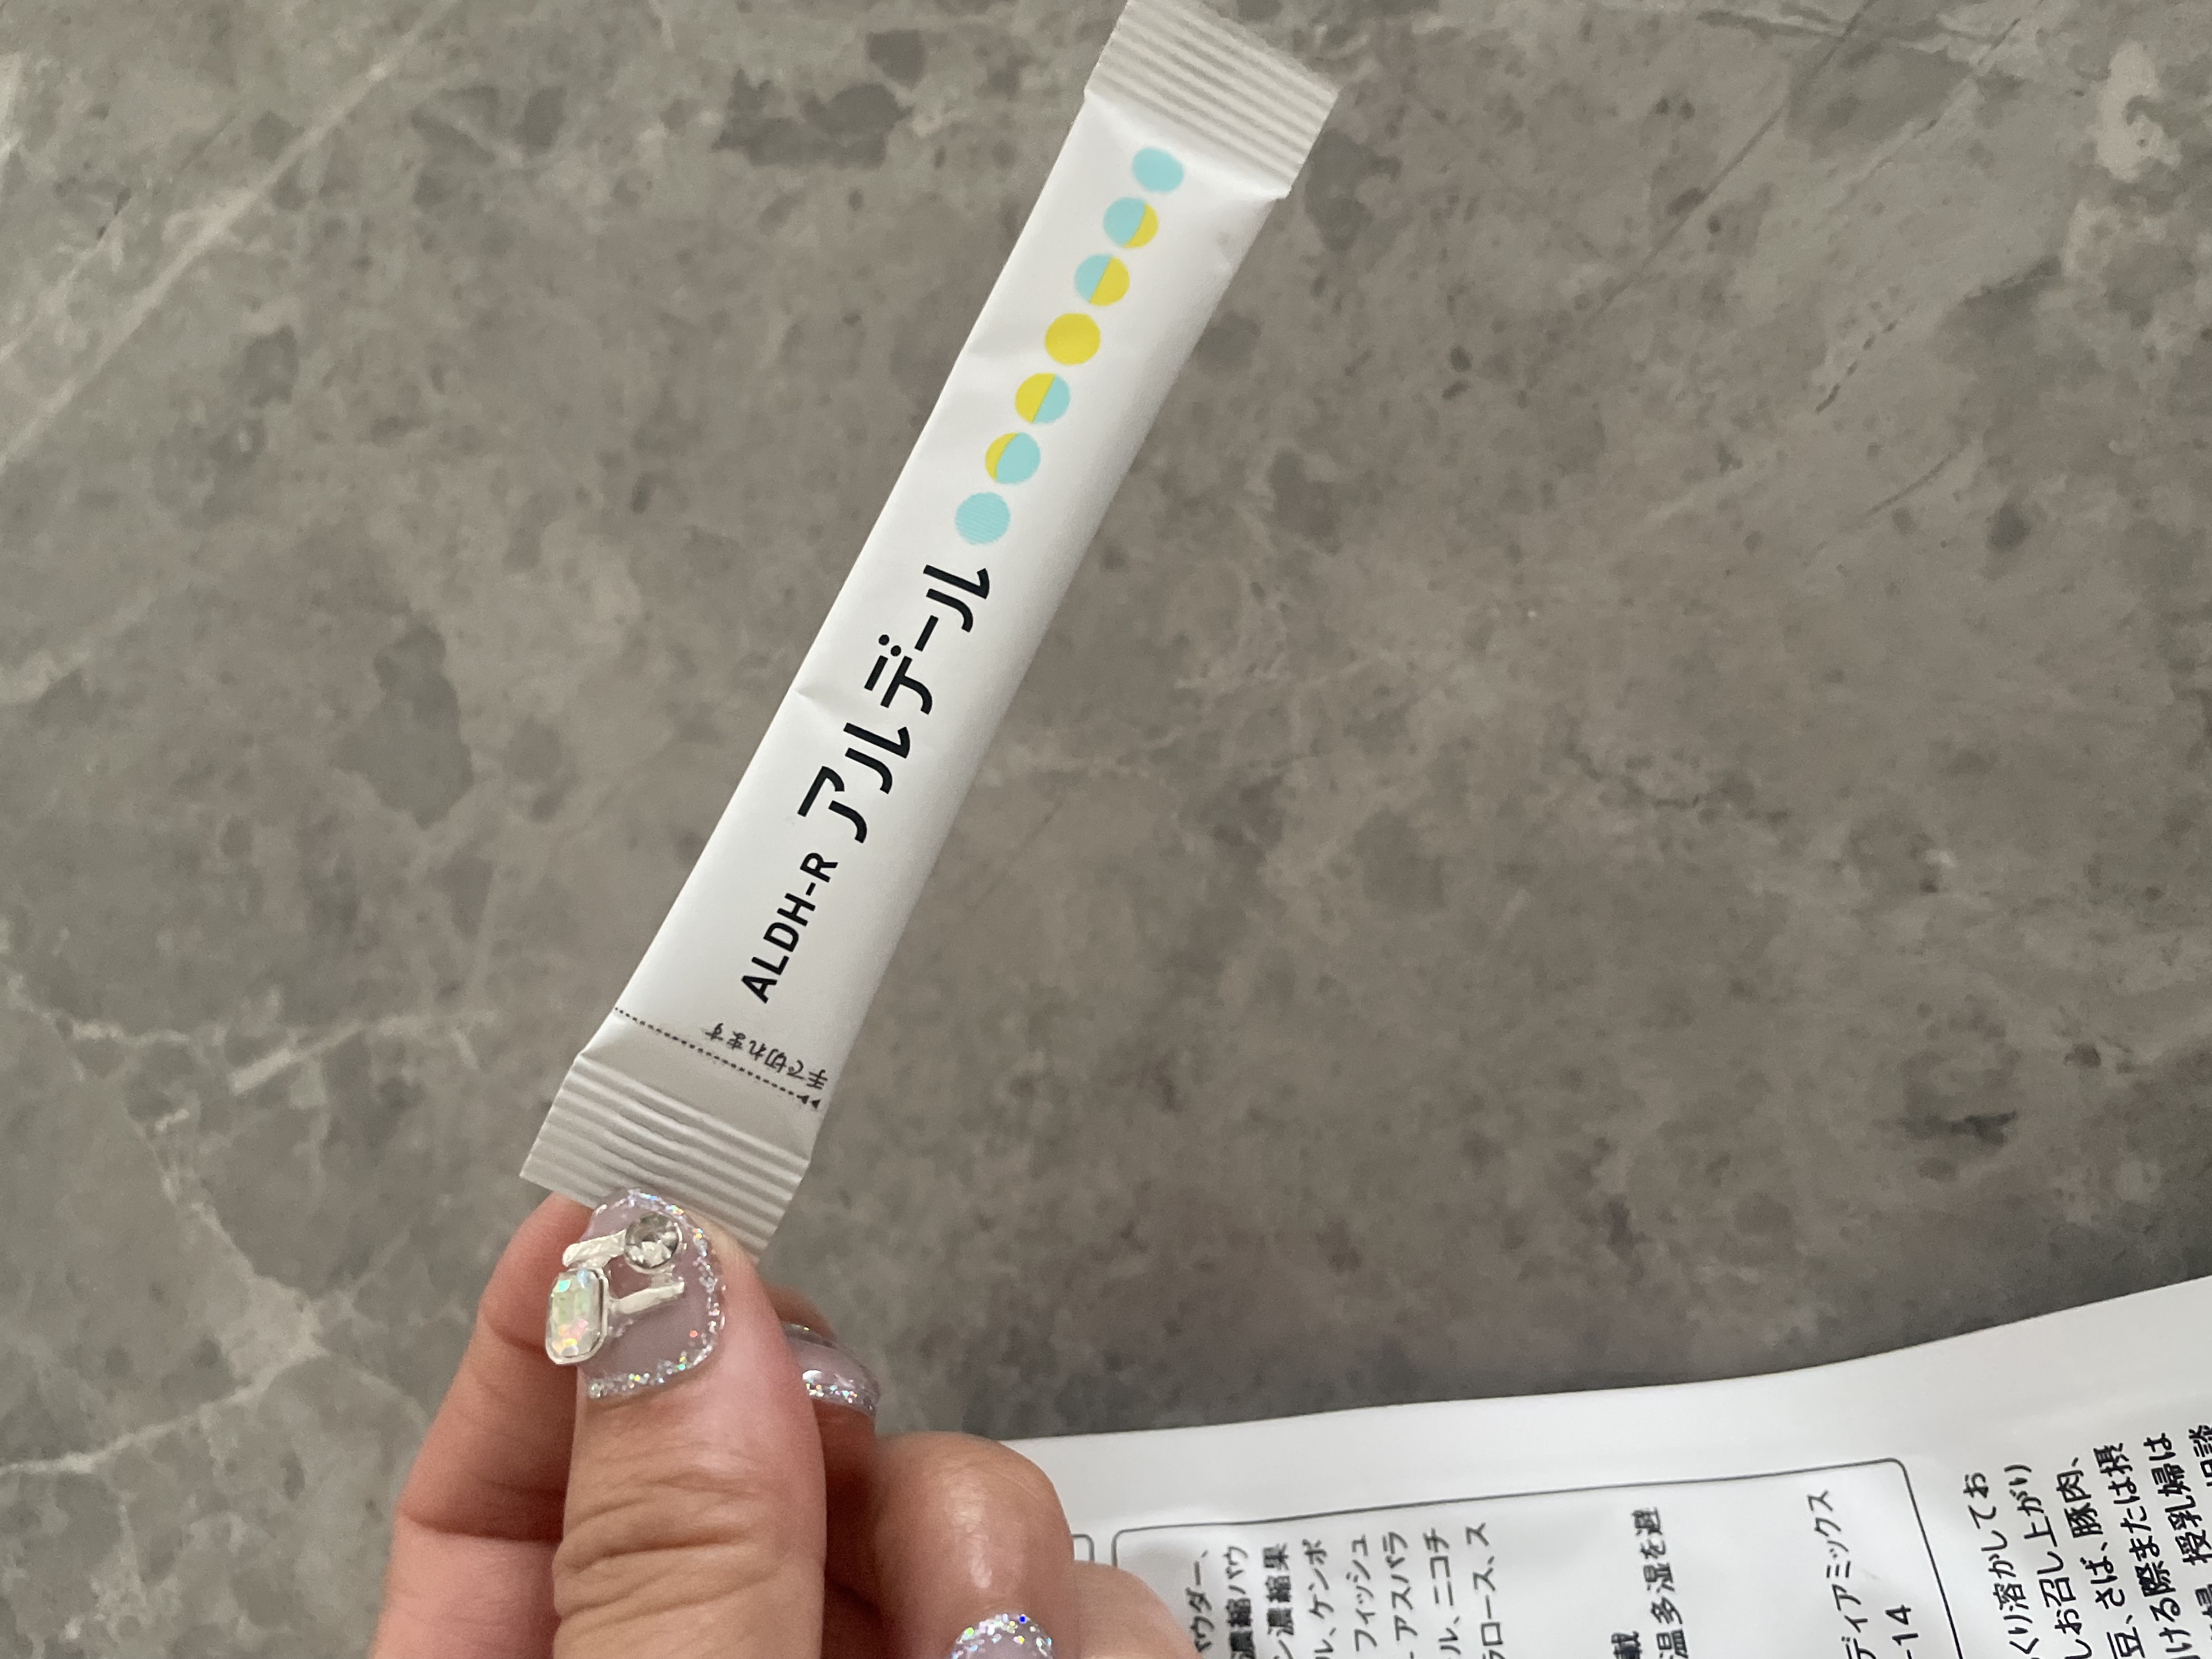 ALDH-R アルデール
手で切れます
ウダー、
濃縮パウ
ン濃縮果
ル、ケンポ
フィッシュ
アスパラ
ル、ニコチ
ラロース、ス
載
温多湿を避
ディアミックス
-14
くり溶かしてお
しお召し上がり
豆、さば、豚肉、
ける際または摂
婦、授乳婦は